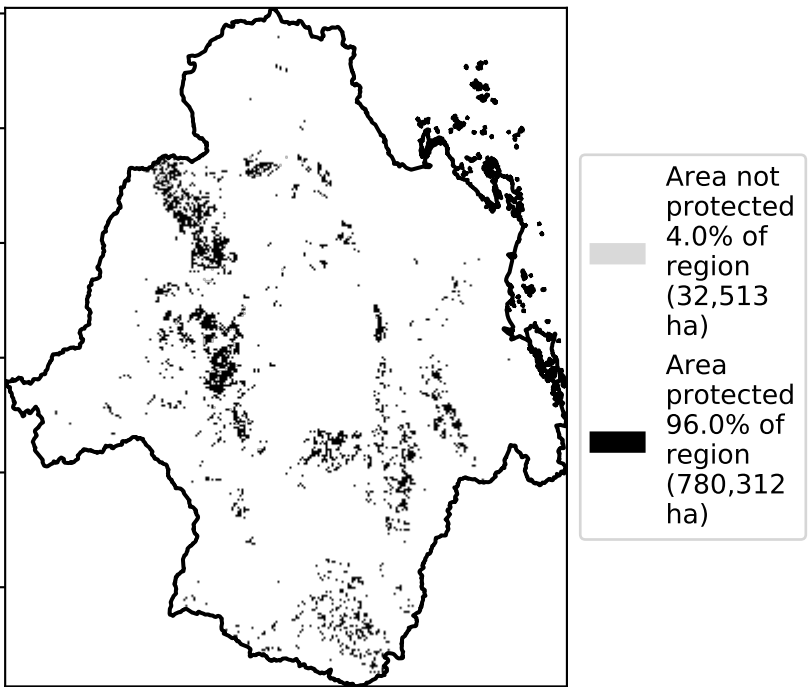 Area not
protected
4.0% of
region
(32,513
ha)
Area
protected
96.0% of
region
(780,312
ha)